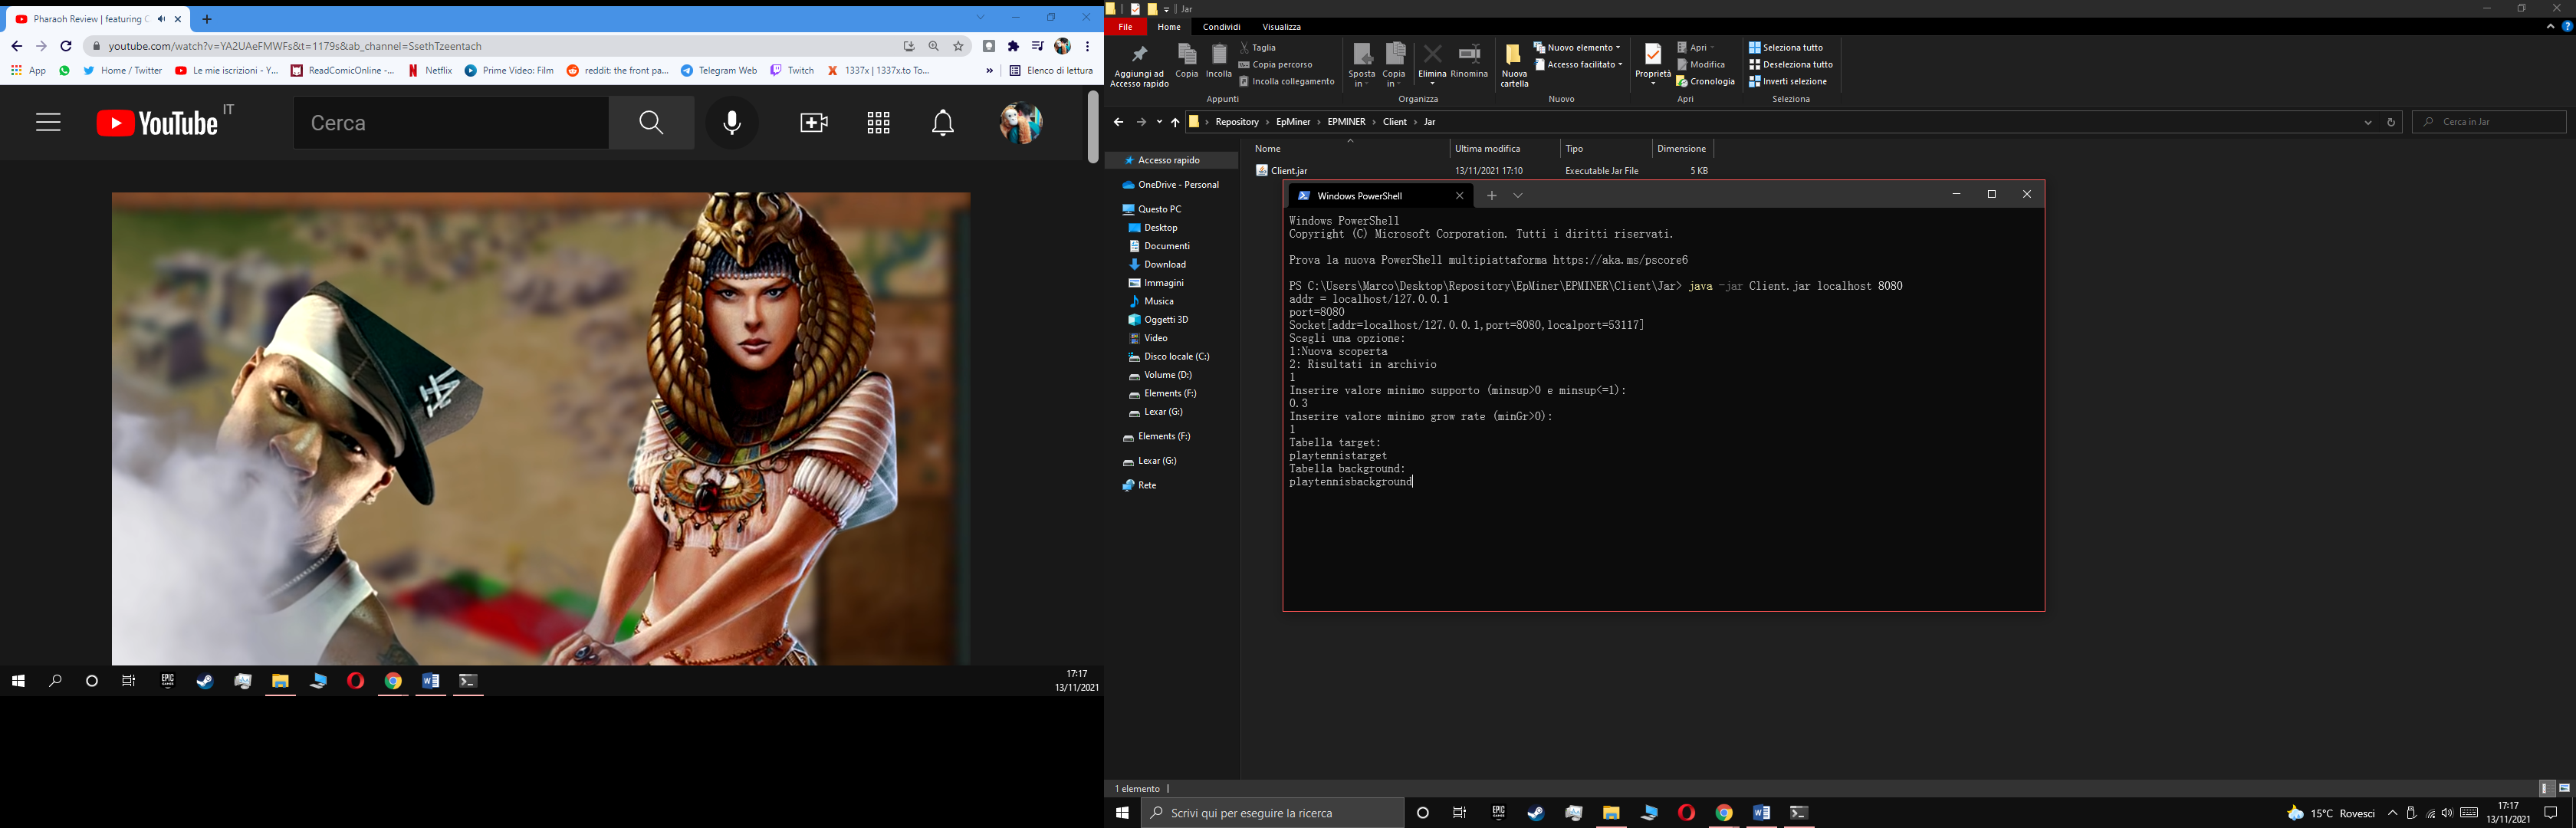 Pharaoh Review | featuring
youtube.com/watch?v=YA2UAeFMWFs&t=1179s&ab_channel=SsethTzeentach
App
Home / Twitter
Le mie iscrizioni - Y...
ReadComicOnline -...
Netflix
Prime Video: Film
reddit: the front pa...
Telegram Web
Twitch
1337x | 1337x.to To...
»
Elenco di lettura
YouTube IT
Cerca
EPIC GAMES
17:17
13/11/2021
Jar
File
Home
Condividi
Visualizza
Aggiungi ad Accesso rapido
Copia
Incolla
Taglia
Copia percorso
Incolla collegamento
Appunti
Sposta in
Copia in
Elimina
Rinomina
Organizza
Nuova cartella
Nuovo elemento
Accesso facilitato
Nuovo
Proprietà
Apri
Modifica
Cronologia
Apri
Seleziona tutto
Deseleziona tutto
Inverti selezione
Seleziona
Repository > EpMiner > EPMINER > Client > Jar
Cerca in Jar
Accesso rapido
OneDrive - Personal
Questo PC
Desktop
Documenti
Download
Immagini
Musica
Oggetti 3D
Video
Disco locale (C:)
Volume (D:)
Elements (F:)
Lexar (G:)
Elements (F:)
Lexar (G:)
Rete
Nome
Ultima modifica
Tipo
Dimensione
Client.jar
13/11/2021 17:10
Executable Jar File
5 KB
Windows PowerShell
Windows PowerShell
Copyright (C) Microsoft Corporation. Tutti i diritti riservati.
Prova la nuova PowerShell multipiattaforma https://aka.ms/pscore6
PS C:\Users\Marco\Desktop\Repository\EpMiner\EPMINER\Client\Jar> java -jar Client.jar localhost 8080
addr = localhost/127.0.0.1
port=8080
Socket[addr=localhost/127.0.0.1,port=8080,localport=53117]
Scegli una opzione:
1:Nuova scoperta
2: Risultati in archivio
1
Inserire valore minimo supporto (minsup>0 e minsup<=1):
0.3
Inserire valore minimo grow rate (minGr>0):
1
Tabella target:
playtennistarget
Tabella background:
playtennisbackground
1 elemento
Scrivi qui per eseguire la ricerca
EPIC GAMES
15°C Rovesci
17:17
13/11/2021